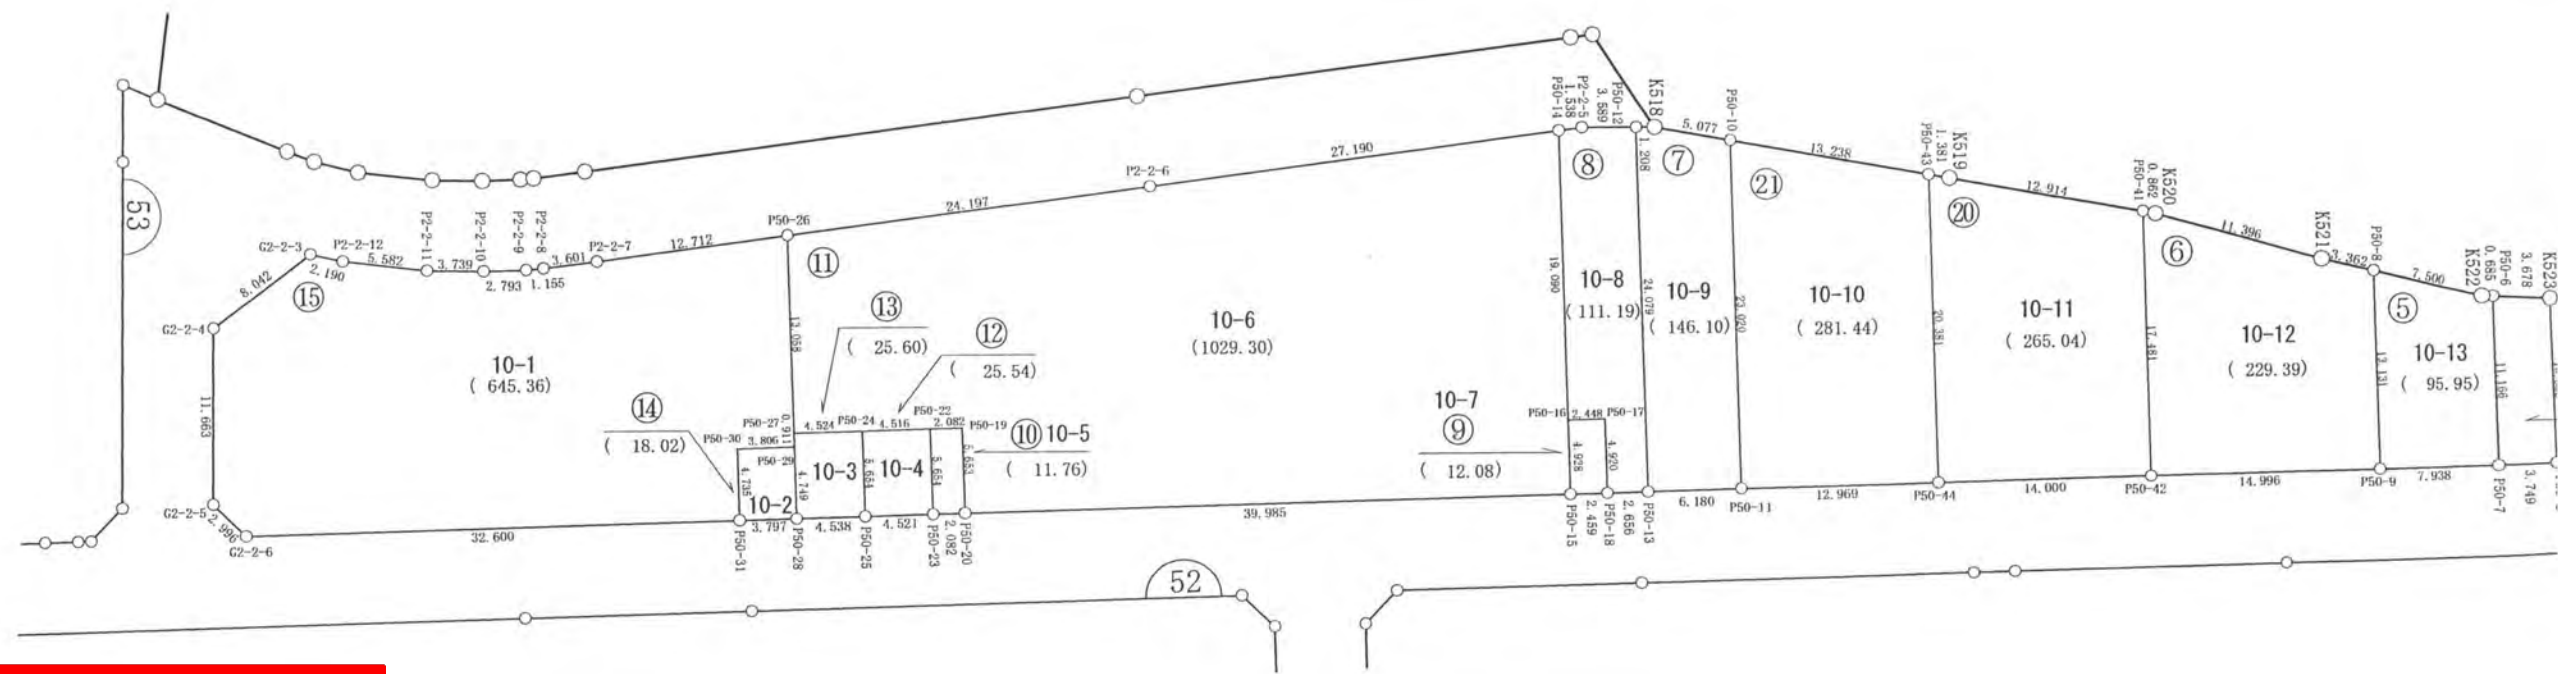 53
G2-2-3
P2-2-12
P2-2-11
P2-2-10
P2-2-9
P2-2-8
P2-2-7
P50-26
P2-2-6
P50-14
1.538
P2-2-5
3.589
P50-12
K518
P50-10
P50-43
1.381
K519
P50-41
0.862
K520
K521
P50-8
K522
0.685
P50-6
3.678
K523
8.042
2.190
5.582
3.739
2.793
1.155
3.601
12.712
24.197
27.190
1.208
5.077
13.238
12.914
11.396
3.362
7.500
⑮
⑪
⑧
⑦
㉑
⑳
⑥
⑤
G2-2-4
11.663
G2-2-5
2.996
G2-2-6
10-1
( 645.36)
13.058
⑬
( 25.60)
⑫
( 25.54)
10-6
(1029.30)
19.090
10-8
(111.19)
24.079
10-9
( 146.10)
23.020
10-10
( 281.44)
20.381
10-11
( 265.04)
17.481
10-12
( 229.39)
13.131
10-13
( 95.95)
11.166
⑭
( 18.02)
P50-27
0.911
P50-30
3.806
P50-29
4.735
4.749
4.524
P50-24
4.516
P50-22
2.082
P50-19
5.654
5.654
5.653
10-2
10-3
10-4
⑩10-5
( 11.76)
10-7
⑨
( 12.08)
P50-16
2.448
P50-17
4.928
4.920
32.600
3.797
4.538
4.521
2.082
39.985
2.459
2.656
6.180
12.969
14.000
14.996
7.938
3.749
P50-31
P50-28
P50-25
P50-23
P50-20
P50-15
P50-18
P50-13
P50-11
P50-44
P50-42
P50-9
P50-7
52